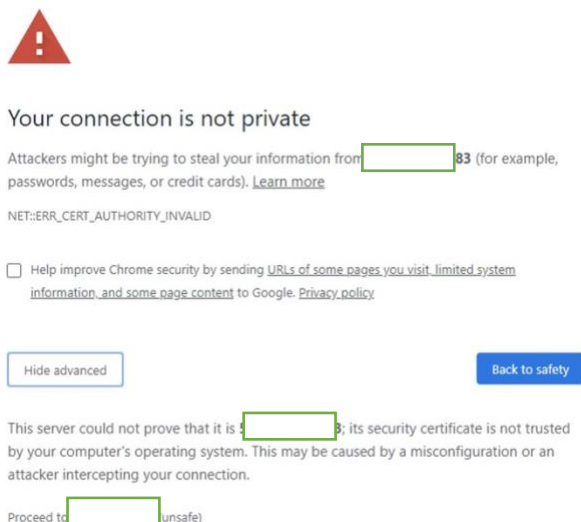 Your connection is not private
Attackers might be trying to steal your information from 83 (for example,
passwords, messages, or credit cards). Learn more
NET::ERR_CERT_AUTHORITY_INVALID
Help improve Chrome security by sending URLs of some pages you visit, limited system
information, and some page content to Google. Privacy policy
Hide advanced
Back to safety
This server could not prove that it is ; its security certificate is not trusted
by your computer's operating system. This may be caused by a misconfiguration or an
attacker intercepting your connection.
Proceed to unsafe)